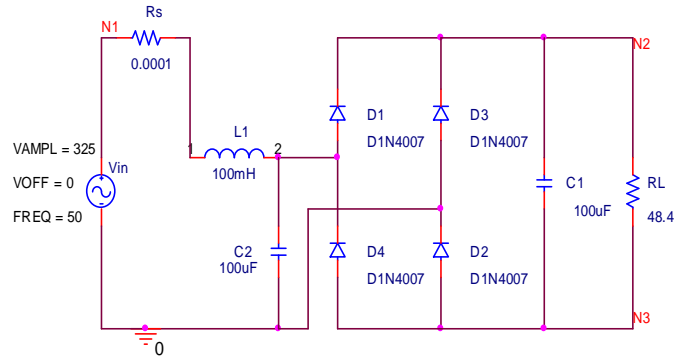 N1
Rs
0.0001
N2
VAMPL = 325
VOFF = 0
FREQ = 50
Vin
1
L1
2
100mH
D1
D1N4007
D3
D1N4007
C1
100uF
RL
48.4
C2
100uF
D4
D1N4007
D2
D1N4007
N3
0